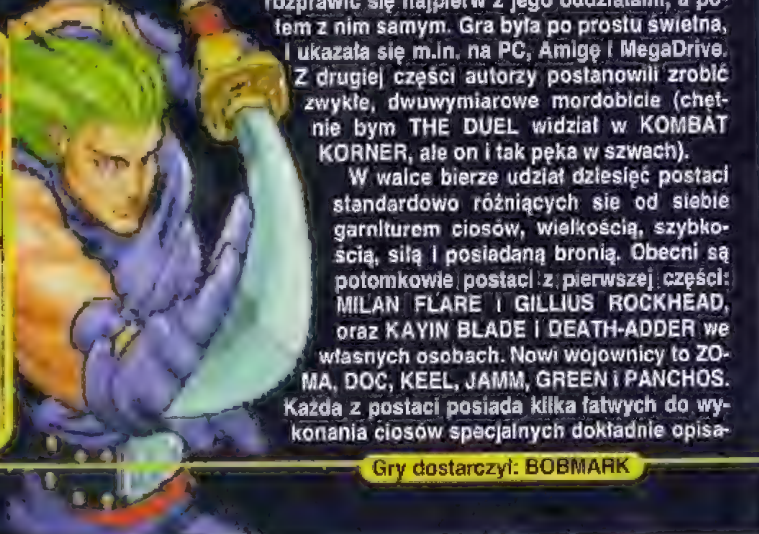 rozprawić się najpierw z jego oddziałami, a po-
tem z nim samym. Gra była po prostu świetna,
i ukazała się m.in. na PC, Amigę i MegaDrive.
Z drugiej części autorzy postanowili zrobić
zwykłe, dwuwymiarowe mordobicie (chęt-
nie bym THE DUEL widział w KOMBAT
KORNER, ale on i tak pęka w szwach).
W walce bierze udział dziesięć postaci
standardowo różniących sie od siebie
garniturem ciosów, wielkością, szybko-
ścią, siłą i posiadaną bronią. Obecni są
potomkowie postaci z pierwszej części:
MILAN FLARE i GILLIUS ROCKHEAD,
oraz KAYIN BLADE i DEATH-ADDER we
własnych osobach. Nowi wojownicy to ZO-
MA, DOC, KEEL, JAMM, GREEN i PANCHOS.
Każda z postaci posiada kilka łatwych do wy-
konania ciosów specjalnych dokładnie opisa-
Gry dostarczył: BOBMARK